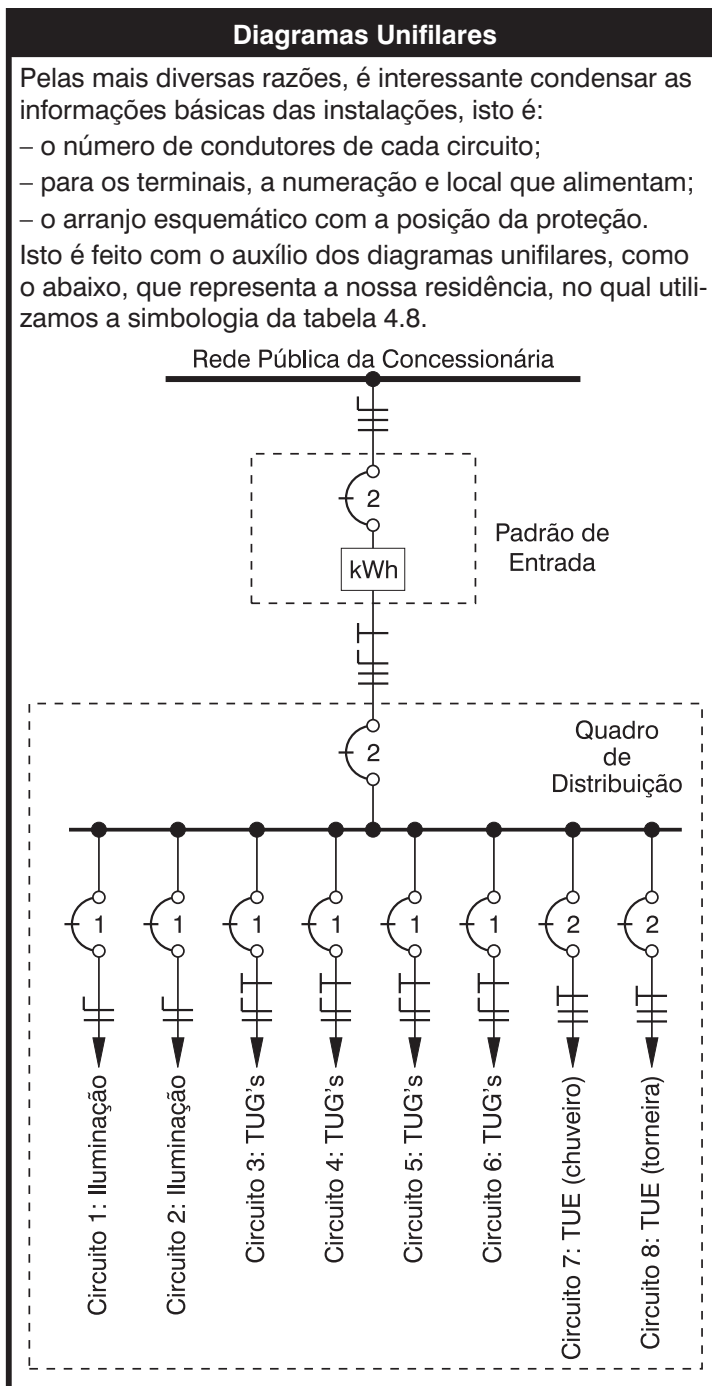 Diagramas Unifilares
Pelas mais diversas razões, é interessante condensar as
informações básicas das instalações, isto é:
– o número de condutores de cada circuito;
– para os terminais, a numeração e local que alimentam;
– o arranjo esquemático com a posição da proteção.
Isto é feito com o auxílio dos diagramas unifilares, como
o abaixo, que representa a nossa residência, no qual utili-
zamos a simbologia da tabela 4.8.
Rede Pública da Concessionária
2
kWh
Padrão de
Entrada
2
Quadro
de
Distribuição
1 1 1 1 1 1 2 2
Circuito 1: Iluminação
Circuito 2: Iluminação
Circuito 3: TUG's
Circuito 4: TUG's
Circuito 5: TUG's
Circuito 6: TUG's
Circuito 7: TUE (chuveiro)
Circuito 8: TUE (torneira)